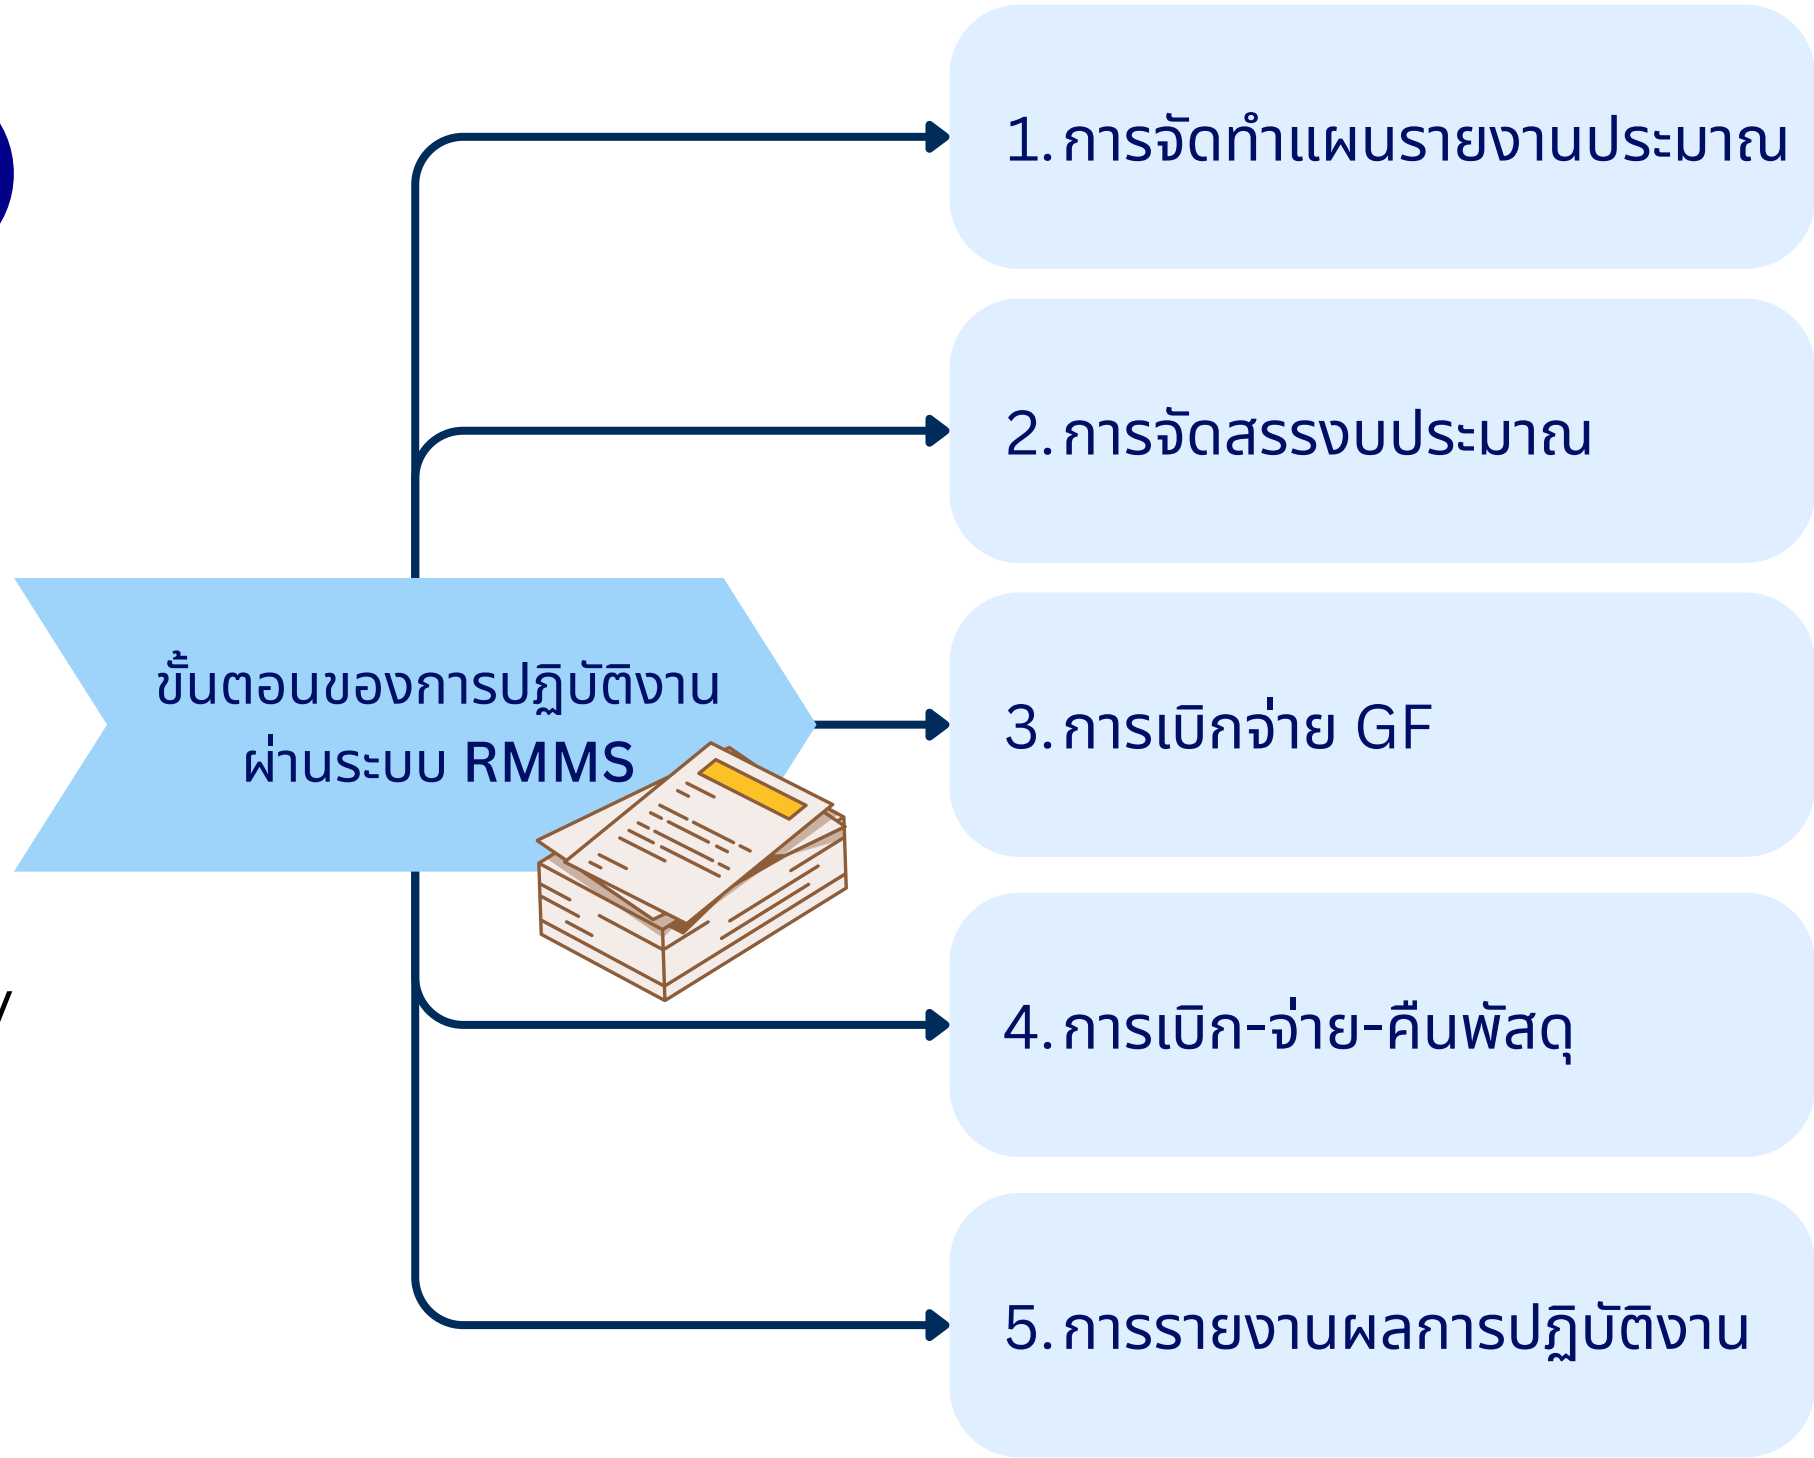 1. การจัดทำแผนรายงานประมาณ
2. การจัดสรรงบประมาณ
ขั้นตอนของการปฏิบัติงาน
ผ่านระบบ RMMS
3. การเบิกจ่าย GF
4. การเบิก-จ่าย-คืนพัสดุ
5. การรายงานผลการปฏิบัติงาน